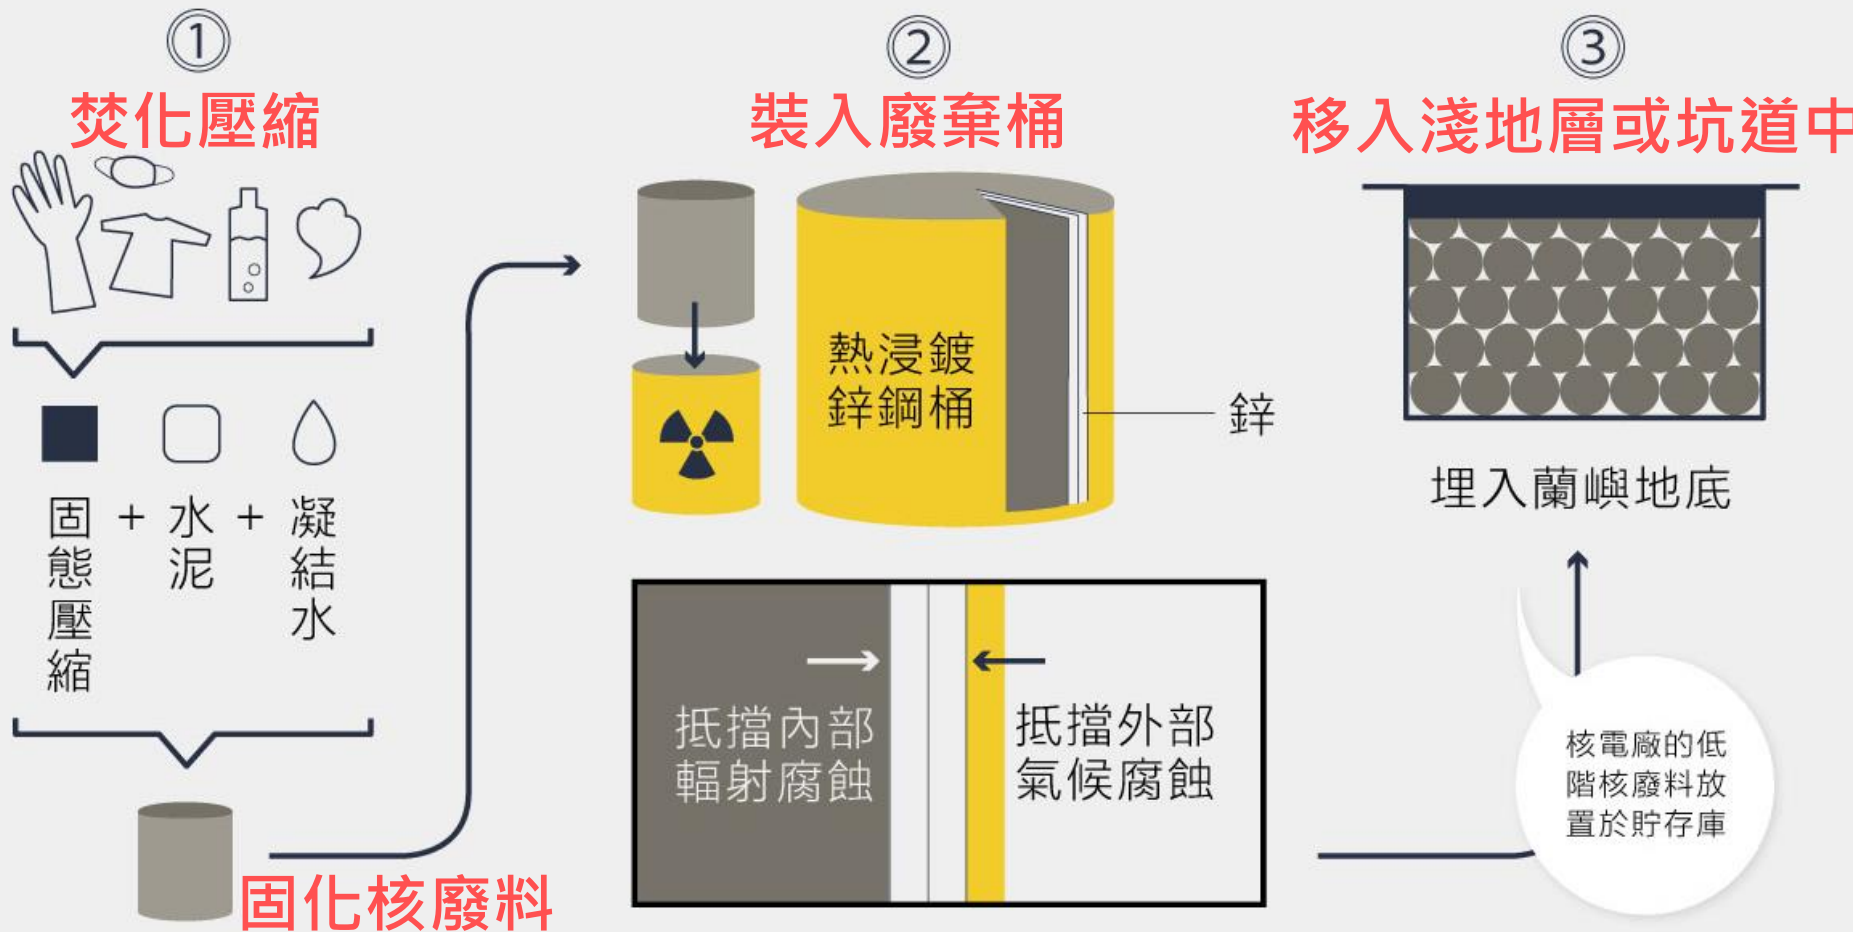 ①
焚化壓縮
固態壓縮
+
水泥
+
凝結水
固化核廢料
②
裝入廢棄桶
熱浸鍍
鋅鋼桶
鋅
抵擋內部
輻射腐蝕
抵擋外部
氣候腐蝕
③
移入淺地層或坑道中
埋入蘭嶼地底
核電廠的低
階核廢料放
置於貯存庫